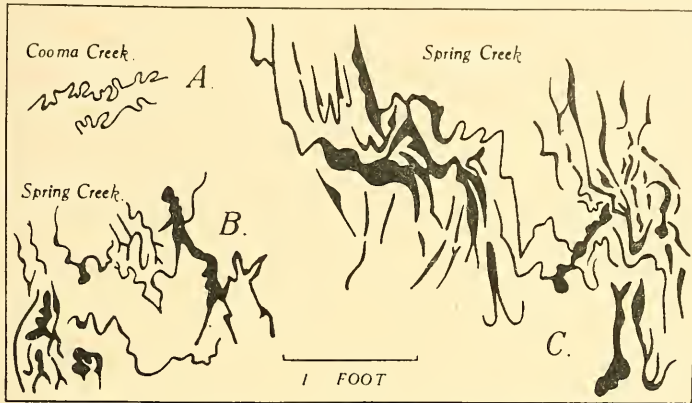 Cooma Creek.
A.
Spring Creek
Spring Creek.
B.
C.
1 FOOT